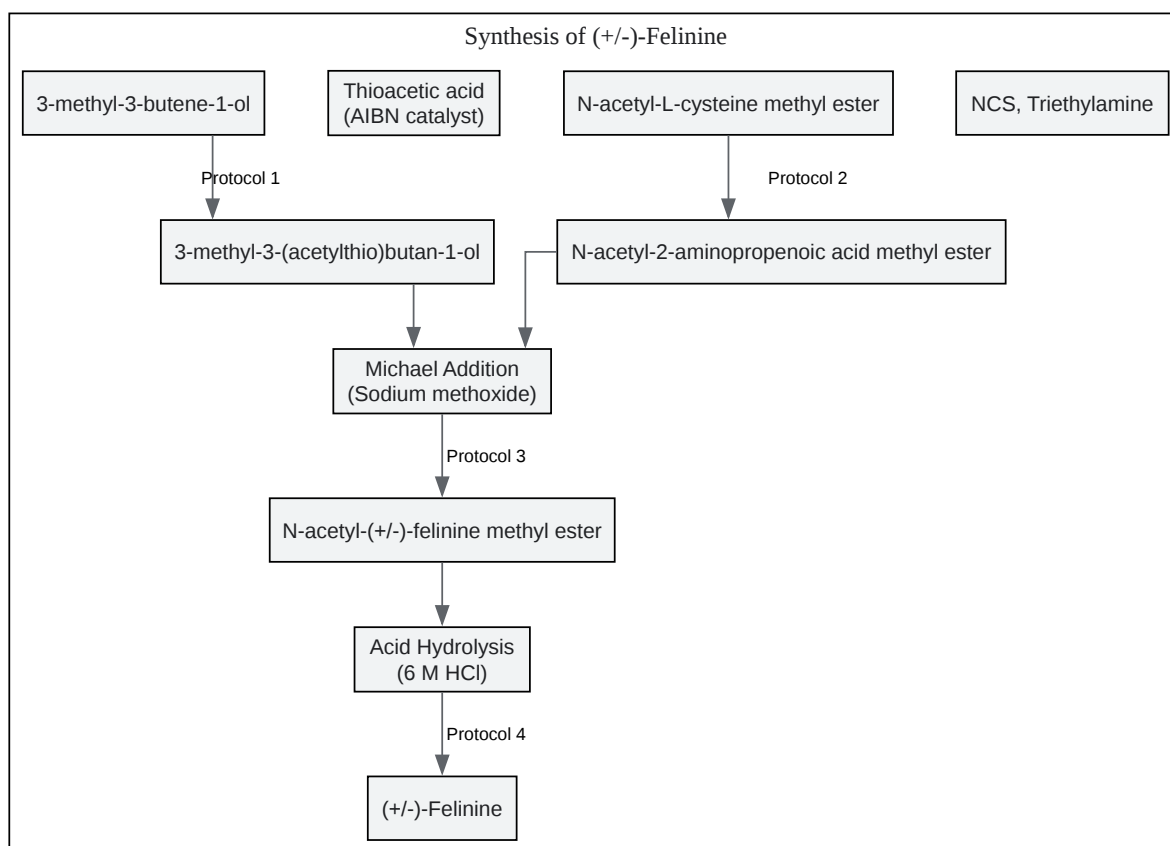 Synthesis of (+/-)-Felinine
3-methyl-3-butene-1-ol
Thioacetic acid
(AIBN catalyst)
N-acetyl-L-cysteine methyl ester
NCS, Triethylamine
Protocol 1
Protocol 2
3-methyl-3-(acetylthio)butan-1-ol
N-acetyl-2-aminopropenoic acid methyl ester
Michael Addition
(Sodium methoxide)
Protocol 3
N-acetyl-(+/-)-felinine methyl ester
Acid Hydrolysis
(6 M HCl)
Protocol 4
(+/-)-Felinine